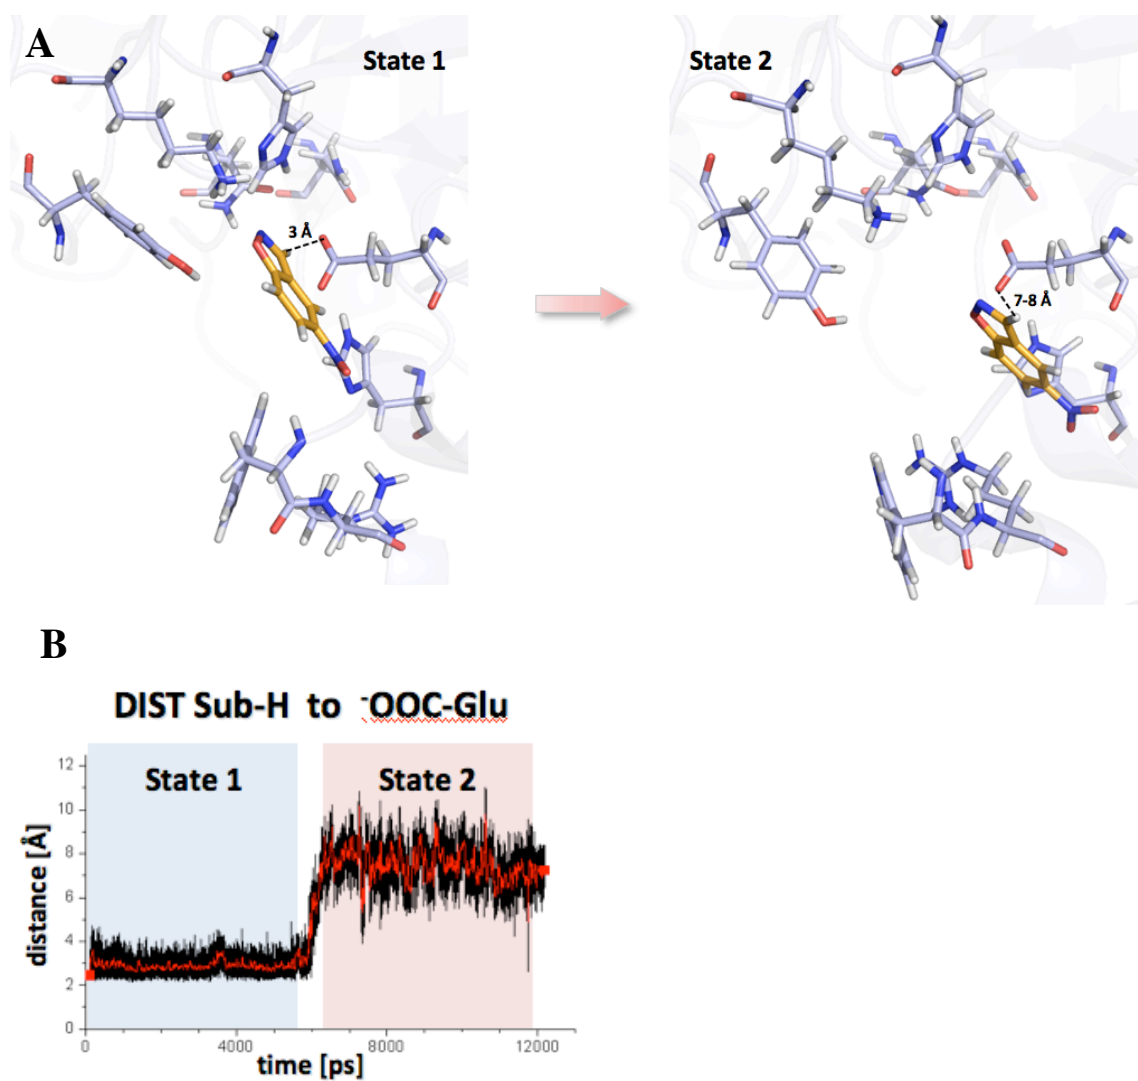 A
State 1
State 2
3 Å
7-8 Å
B
DIST Sub-H to ⁻OOC-Glu
State 1
State 2
distance [Å]
12
10
8
6
4
2
0
0 4000 8000 12000
time [ps]